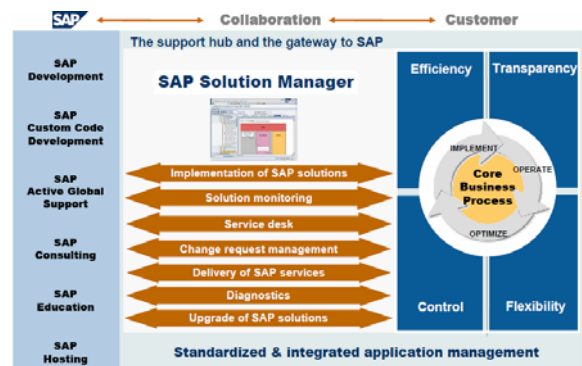 SAP
Collaboration
Customer
The support hub and the gateway to SAP
SAP
Development
SAP
Custom Code
Development
SAP
Active Global
Support
SAP
Consulting
SAP
Education
SAP
Hosting
SAP Solution Manager
Implementation of SAP solutions
Solution monitoring
Service desk
Change request management
Delivery of SAP services
Diagnostics
Upgrade of SAP solutions
Efficiency
Transparency
IMPLEMENT
OPERATE
OPTIMIZE
Core
Business
Process
Control
Flexibility
Standardized & integrated application management